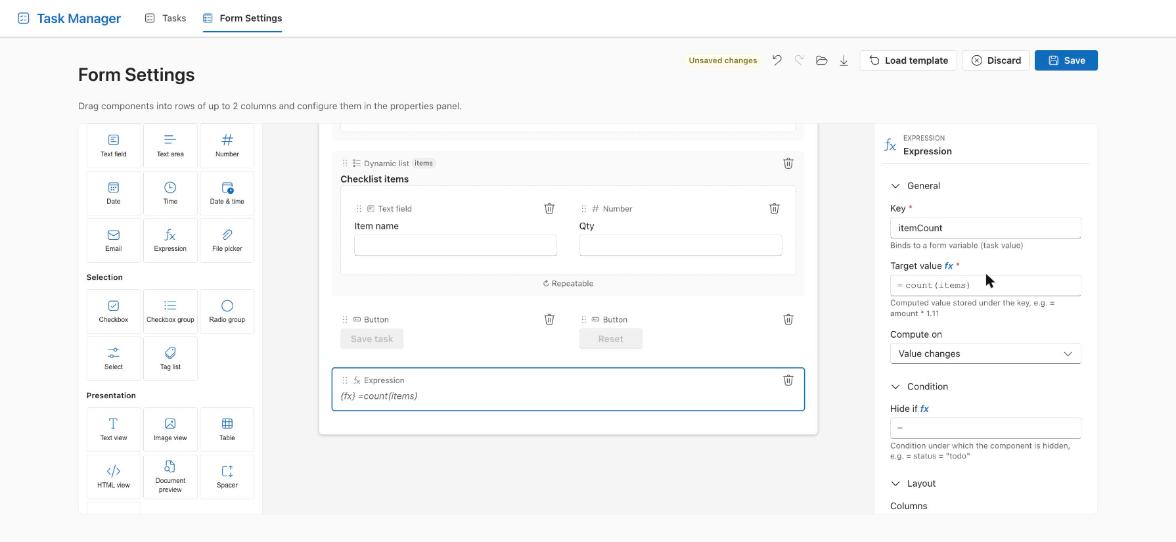 Task Manager
Tasks
Form Settings
Form Settings
Unsaved changes
Load template
Discard
Save
Drag components into rows of up to 2 columns and configure them in the properties panel.
Text field
Text area
Number
Date
Time
Date & time
Email
Expression
File picker
Selection
Checkbox
Checkbox group
Radio group
Select
Tag list
Presentation
Text view
Image view
Table
HTML view
Document
preview
Spacer
Dynamic list items
Checklist items
Text field
# Number
Item name
Qty
Repeatable
Button
Button
Save task
Reset
fx Expression
{fx} =count(items)
fx
EXPRESSION
Expression
General
Key *
itemCount
Binds to a form variable (task value)
Target value fx *
= count(items)
Computed value stored under the key, e.g. =
amount * 1.11
Compute on
Value changes
Condition
Hide if fx
=
Condition under which the component is hidden,
e.g. = status = "todo"
Layout
Columns